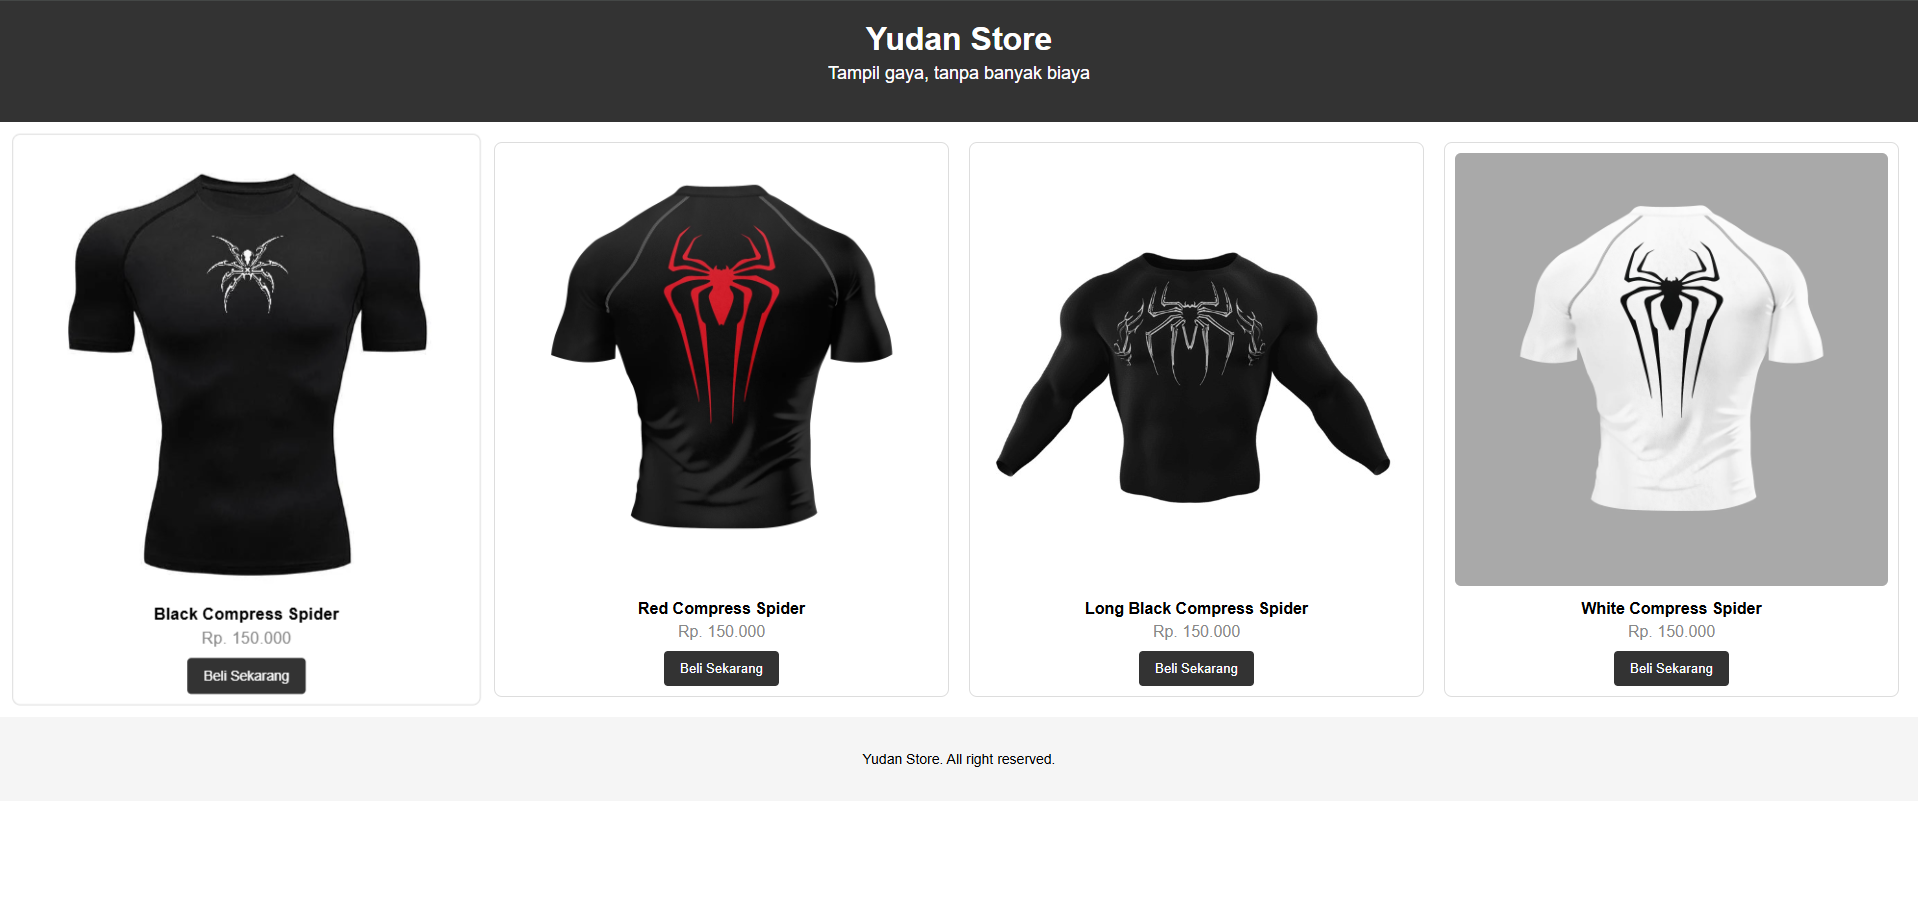 Yudan Store
Tampil gaya, tanpa banyak biaya
Black Compress Spider
Rp. 150.000
Beli Sekarang
Red Compress Spider
Rp. 150.000
Beli Sekarang
Long Black Compress Spider
Rp. 150.000
Beli Sekarang
White Compress Spider
Rp. 150.000
Beli Sekarang
Yudan Store. All right reserved.